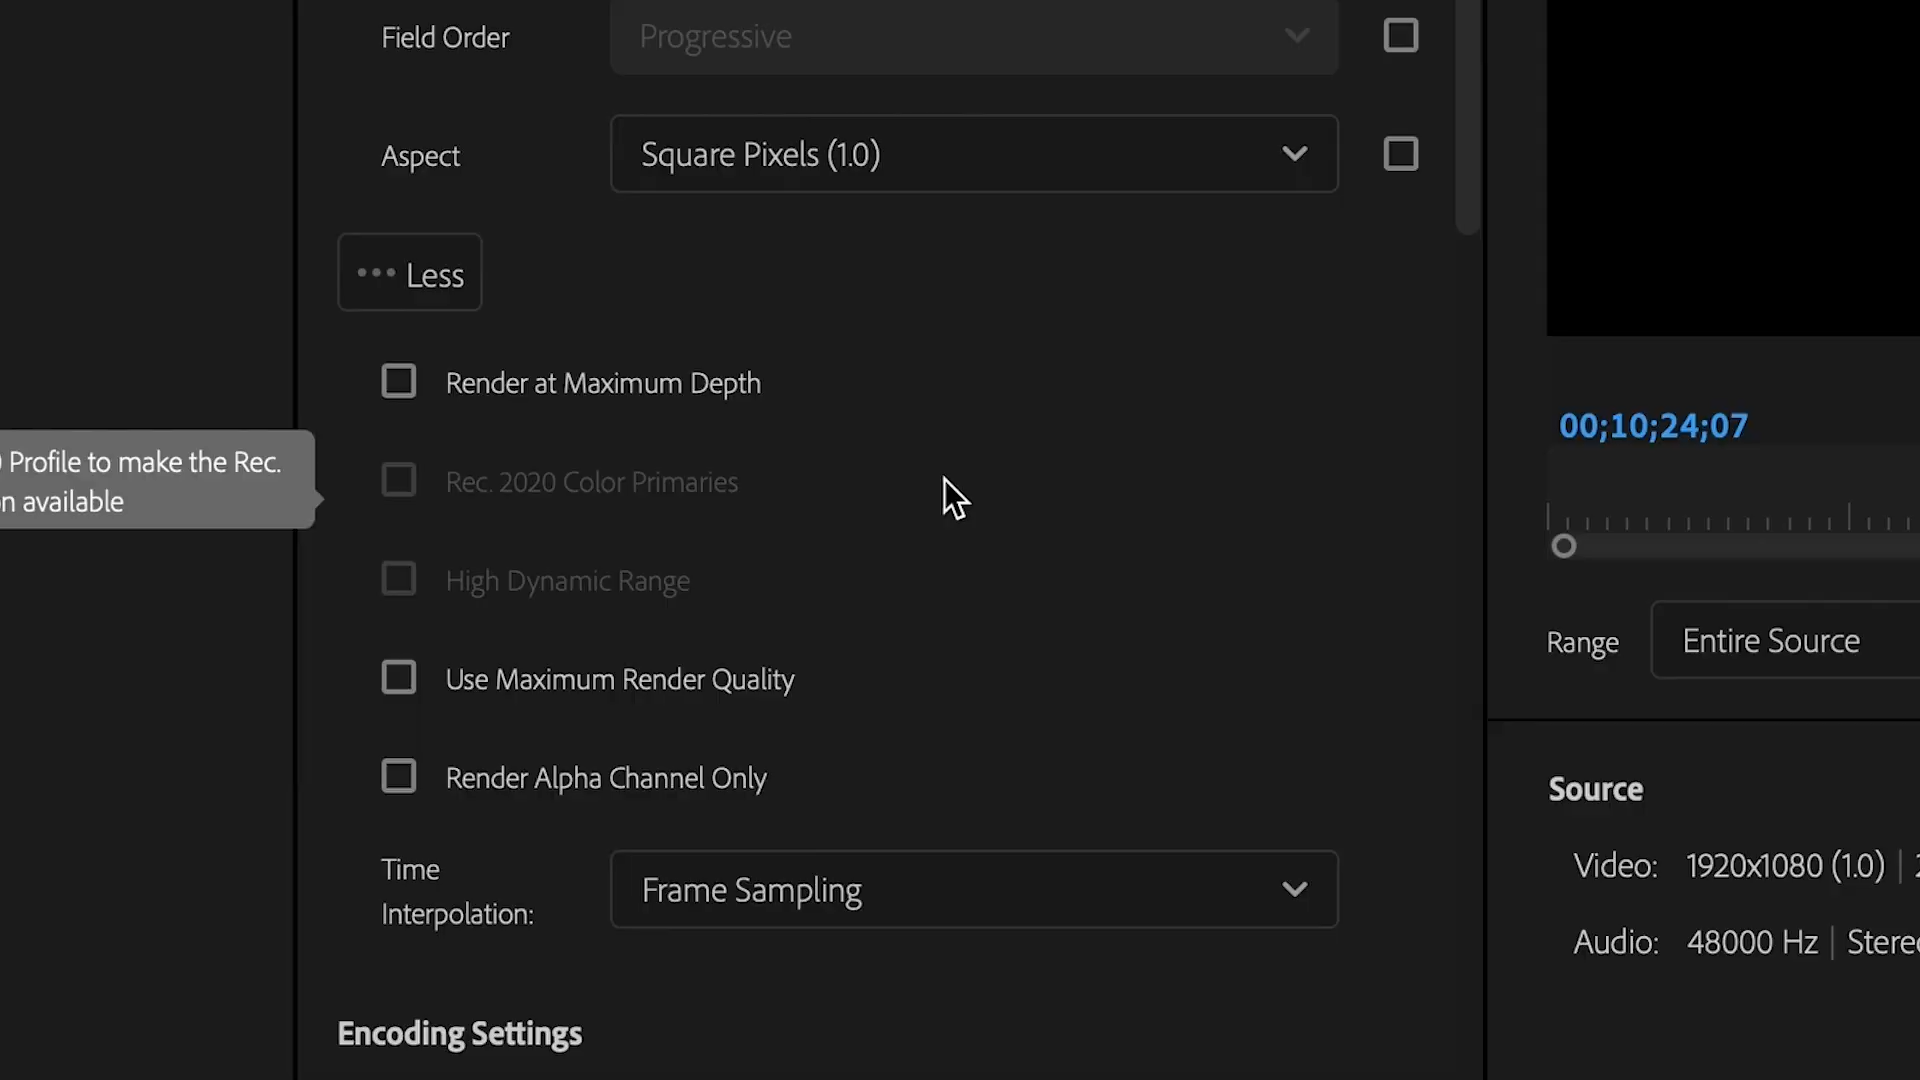 Field Order
Progressive
Aspect
Square Pixels (1.0)
Less
Render at Maximum Depth
Profile to make the Rec.
available
Rec. 2020 Color Primaries
High Dynamic Range
Use Maximum Render Quality
Render Alpha Channel Only
Time
Interpolation:
Frame Sampling
Encoding Settings
00;10;24;07
Range
Entire Source
Source
Video: 1920x1080 (1.0) |
Audio: 48000 Hz |